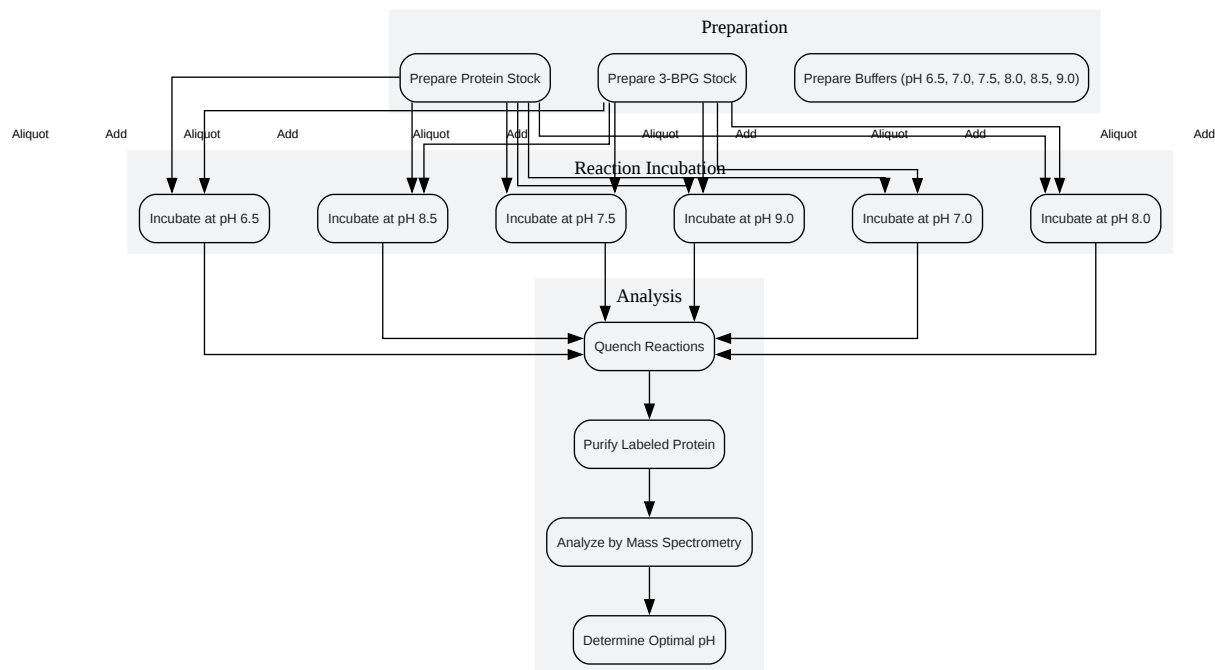 Preparation
Prepare Protein Stock
Prepare 3-BPG Stock
Prepare Buffers (pH 6.5, 7.0, 7.5, 8.0, 8.5, 9.0)
Aliquot
Add
Aliquot
Add
Aliquot
Add
Aliquot
Add
Aliquot
Add
Aliquot
Add
Reaction Incubation
Incubate at pH 6.5
Incubate at pH 8.5
Incubate at pH 7.5
Incubate at pH 9.0
Incubate at pH 7.0
Incubate at pH 8.0
Analysis
Quench Reactions
Purify Labeled Protein
Analyze by Mass Spectrometry
Determine Optimal pH